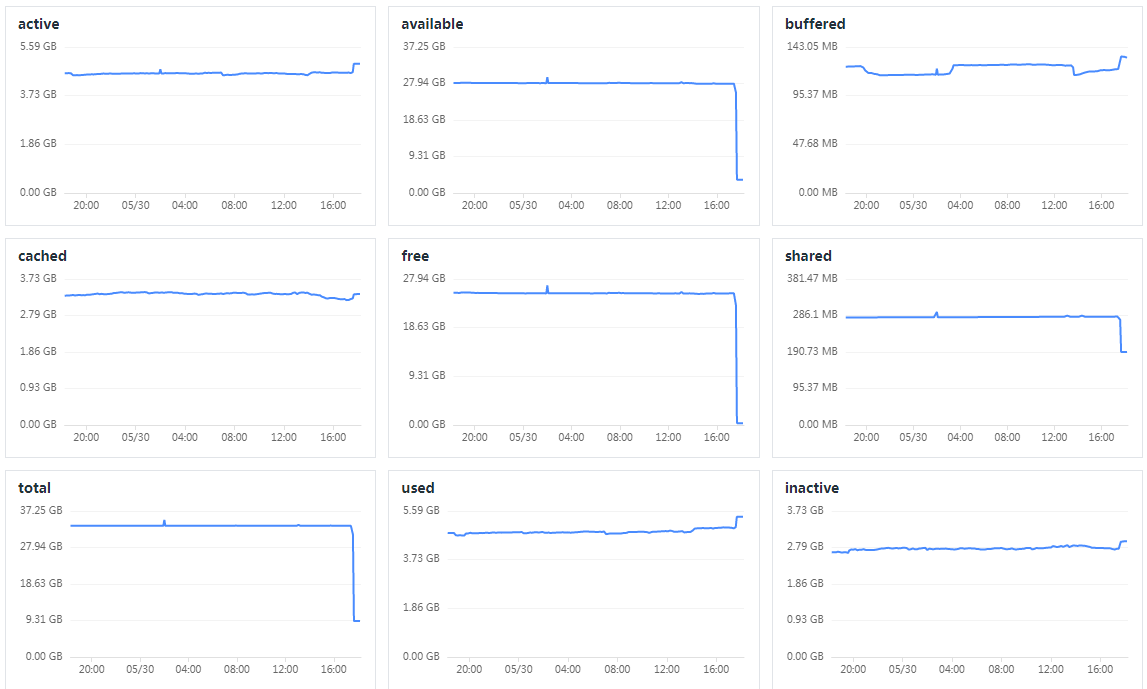 active
5.59 GB
3.73 GB
1.86 GB
0.00 GB
20:00 05/30 04:00 08:00 12:00 16:00
available
37.25 GB
27.94 GB
18.63 GB
9.31 GB
0.00 GB
20:00 05/30 04:00 08:00 12:00 16:00
buffered
143.05 MB
95.37 MB
47.68 MB
0.00 MB
20:00 05/30 04:00 08:00 12:00 16:00
cached
3.73 GB
2.79 GB
1.86 GB
0.93 GB
0.00 GB
20:00 05/30 04:00 08:00 12:00 16:00
free
27.94 GB
18.63 GB
9.31 GB
0.00 GB
20:00 05/30 04:00 08:00 12:00 16:00
shared
381.47 MB
286.1 MB
190.73 MB
95.37 MB
0.00 MB
20:00 05/30 04:00 08:00 12:00 16:00
total
37.25 GB
27.94 GB
18.63 GB
9.31 GB
0.00 GB
20:00 05/30 04:00 08:00 12:00 16:00
used
5.59 GB
3.73 GB
1.86 GB
0.00 GB
20:00 05/30 04:00 08:00 12:00 16:00
inactive
3.73 GB
2.79 GB
1.86 GB
0.93 GB
0.00 GB
20:00 05/30 04:00 08:00 12:00 16:00